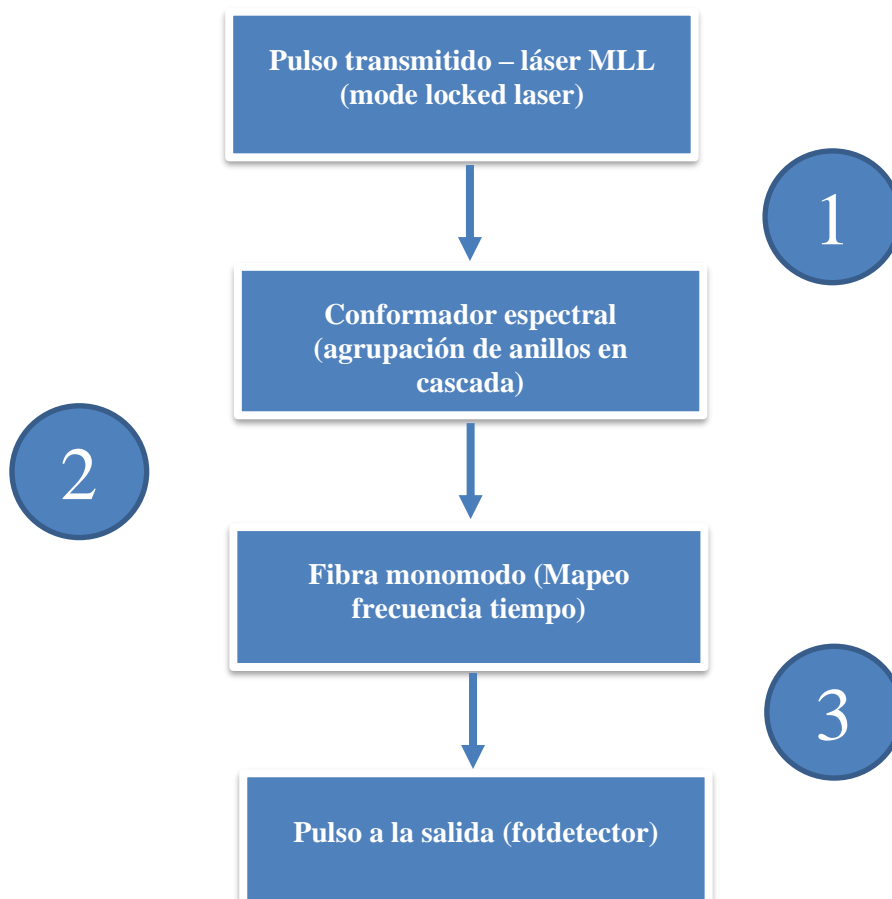 Pulso transmitido – láser MLL
(mode locked laser)
1
Conformador espectral
(agrupación de anillos en
cascada)
2
Fibra monomodo (Mapeo
frecuencia tiempo)
3
Pulso a la salida (fotdetector)